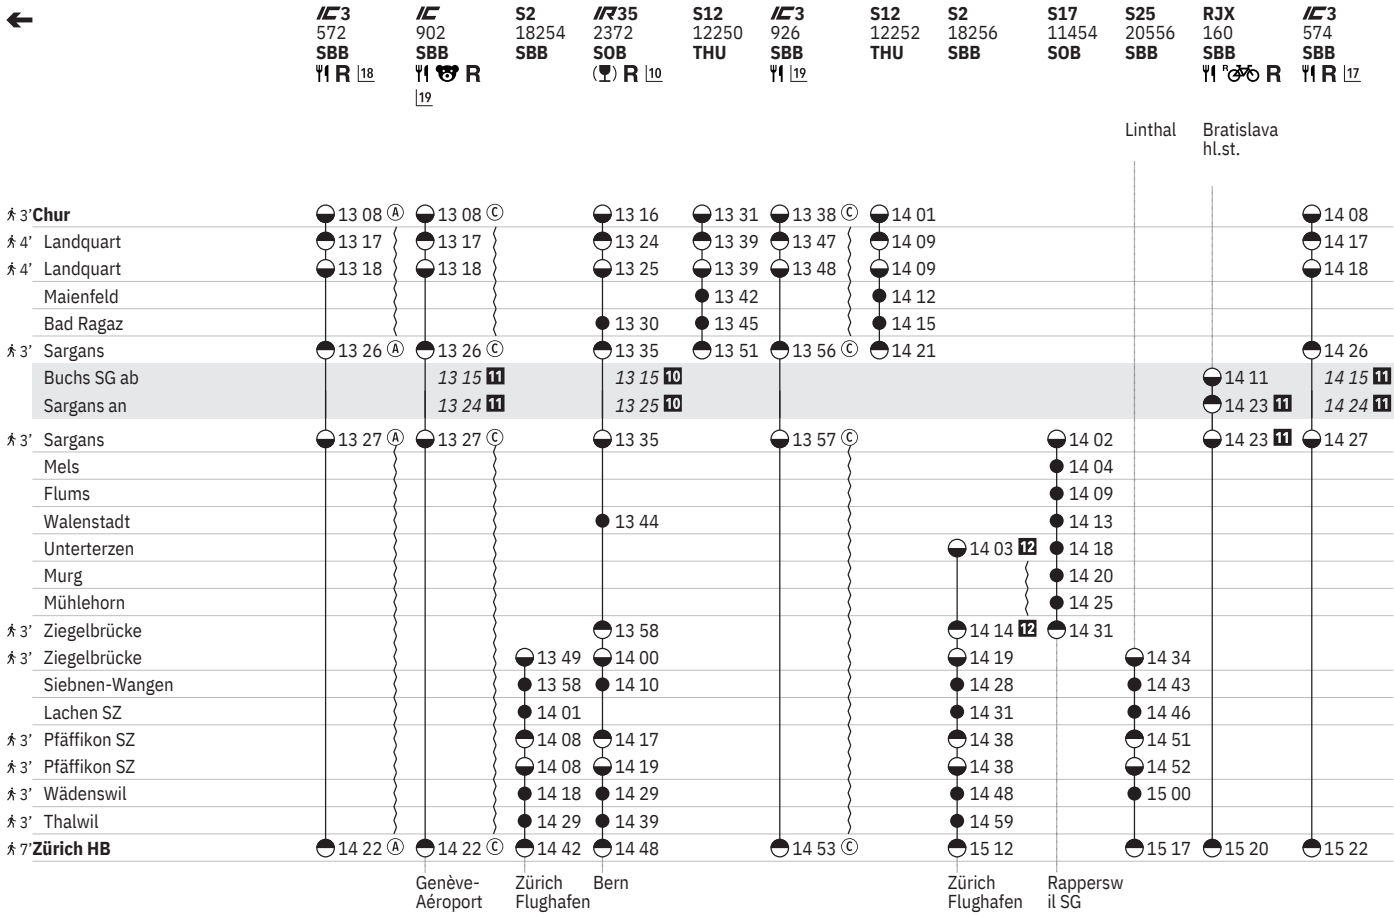 IC3 IC S2 IR35 S12 IC3 S12 S2 S17 S25 RJX IC3
572 902 18254 2372 12250 926 12252 18256 11454 20556 160 574
SBB SBB SBB SOB THU SBB THU SBB SOB SBB SBB SBB
R 18 R R 10 19 R R R 17
19
Linthal Bratislava
hl.st.
3’ Chur 13 08 A 13 08 C 13 16 13 31 13 38 C 14 01 14 08
4’ Landquart 13 17 13 17 13 24 13 39 13 47 14 09 14 17
4’ Landquart 13 18 13 18 13 25 13 39 13 48 14 09 14 18
Maienfeld 13 42 14 12
Bad Ragaz 13 30 13 45 14 15
3’ Sargans 13 26 A 13 26 C 13 35 13 51 13 56 C 14 21 14 26
Buchs SG ab 13 15 11 13 15 10 14 11 14 15 11
Sargans an 13 24 11 13 25 10 14 23 11 14 24 11
3’ Sargans 13 27 A 13 27 C 13 35 13 57 C 14 02 14 23 11 14 27
Mels 14 04
Flums 14 09
Walenstadt 13 44 14 13
Unterterzen 14 03 12 14 18
Murg 14 20
Mühlehorn 14 25
3’ Ziegelbrücke 13 58 14 14 12 14 31
3’ Ziegelbrücke 13 49 14 00 14 19 14 34
Siebnen-Wangen 13 58 14 10 14 28 14 43
Lachen SZ 14 01 14 31 14 46
3’ Pfäffikon SZ 14 08 14 17 14 38 14 51
3’ Pfäffikon SZ 14 08 14 19 14 38 14 52
3’ Wädenswil 14 18 14 29 14 48 15 00
3’ Thalwil 14 29 14 39 14 59
7’ Zürich HB 14 22 A 14 22 C 14 42 14 48 14 53 C 15 12 15 17 15 20 15 22
Genève- Zürich Bern Zürich Rappersw
Aéroport Flughafen Flughafen il SG